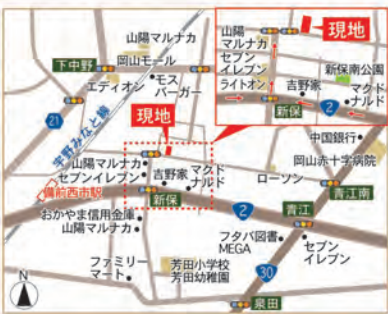 山陽マルナカ
岡山モール
下中野
エディオン
モス
バーガー
21
宇野みなと線
現地
山陽マルナカ
セブンイレブン
吉野家
マクド
ナルド
備前西市駅
新保
おかやま信用金庫
山陽マルナカ
2
青江
ファミリー
マート
芳田小学校
芳田幼稚園
フタバ図書
MEGA
セブン
イレブン
30
泉田
N
山陽
マルナカ
現地
セブン
イレブン
ライトオン
吉野家
新保南公園
マクド
ナルド
新保
2
中国銀行
岡山赤十字病院
ローソン
青江南